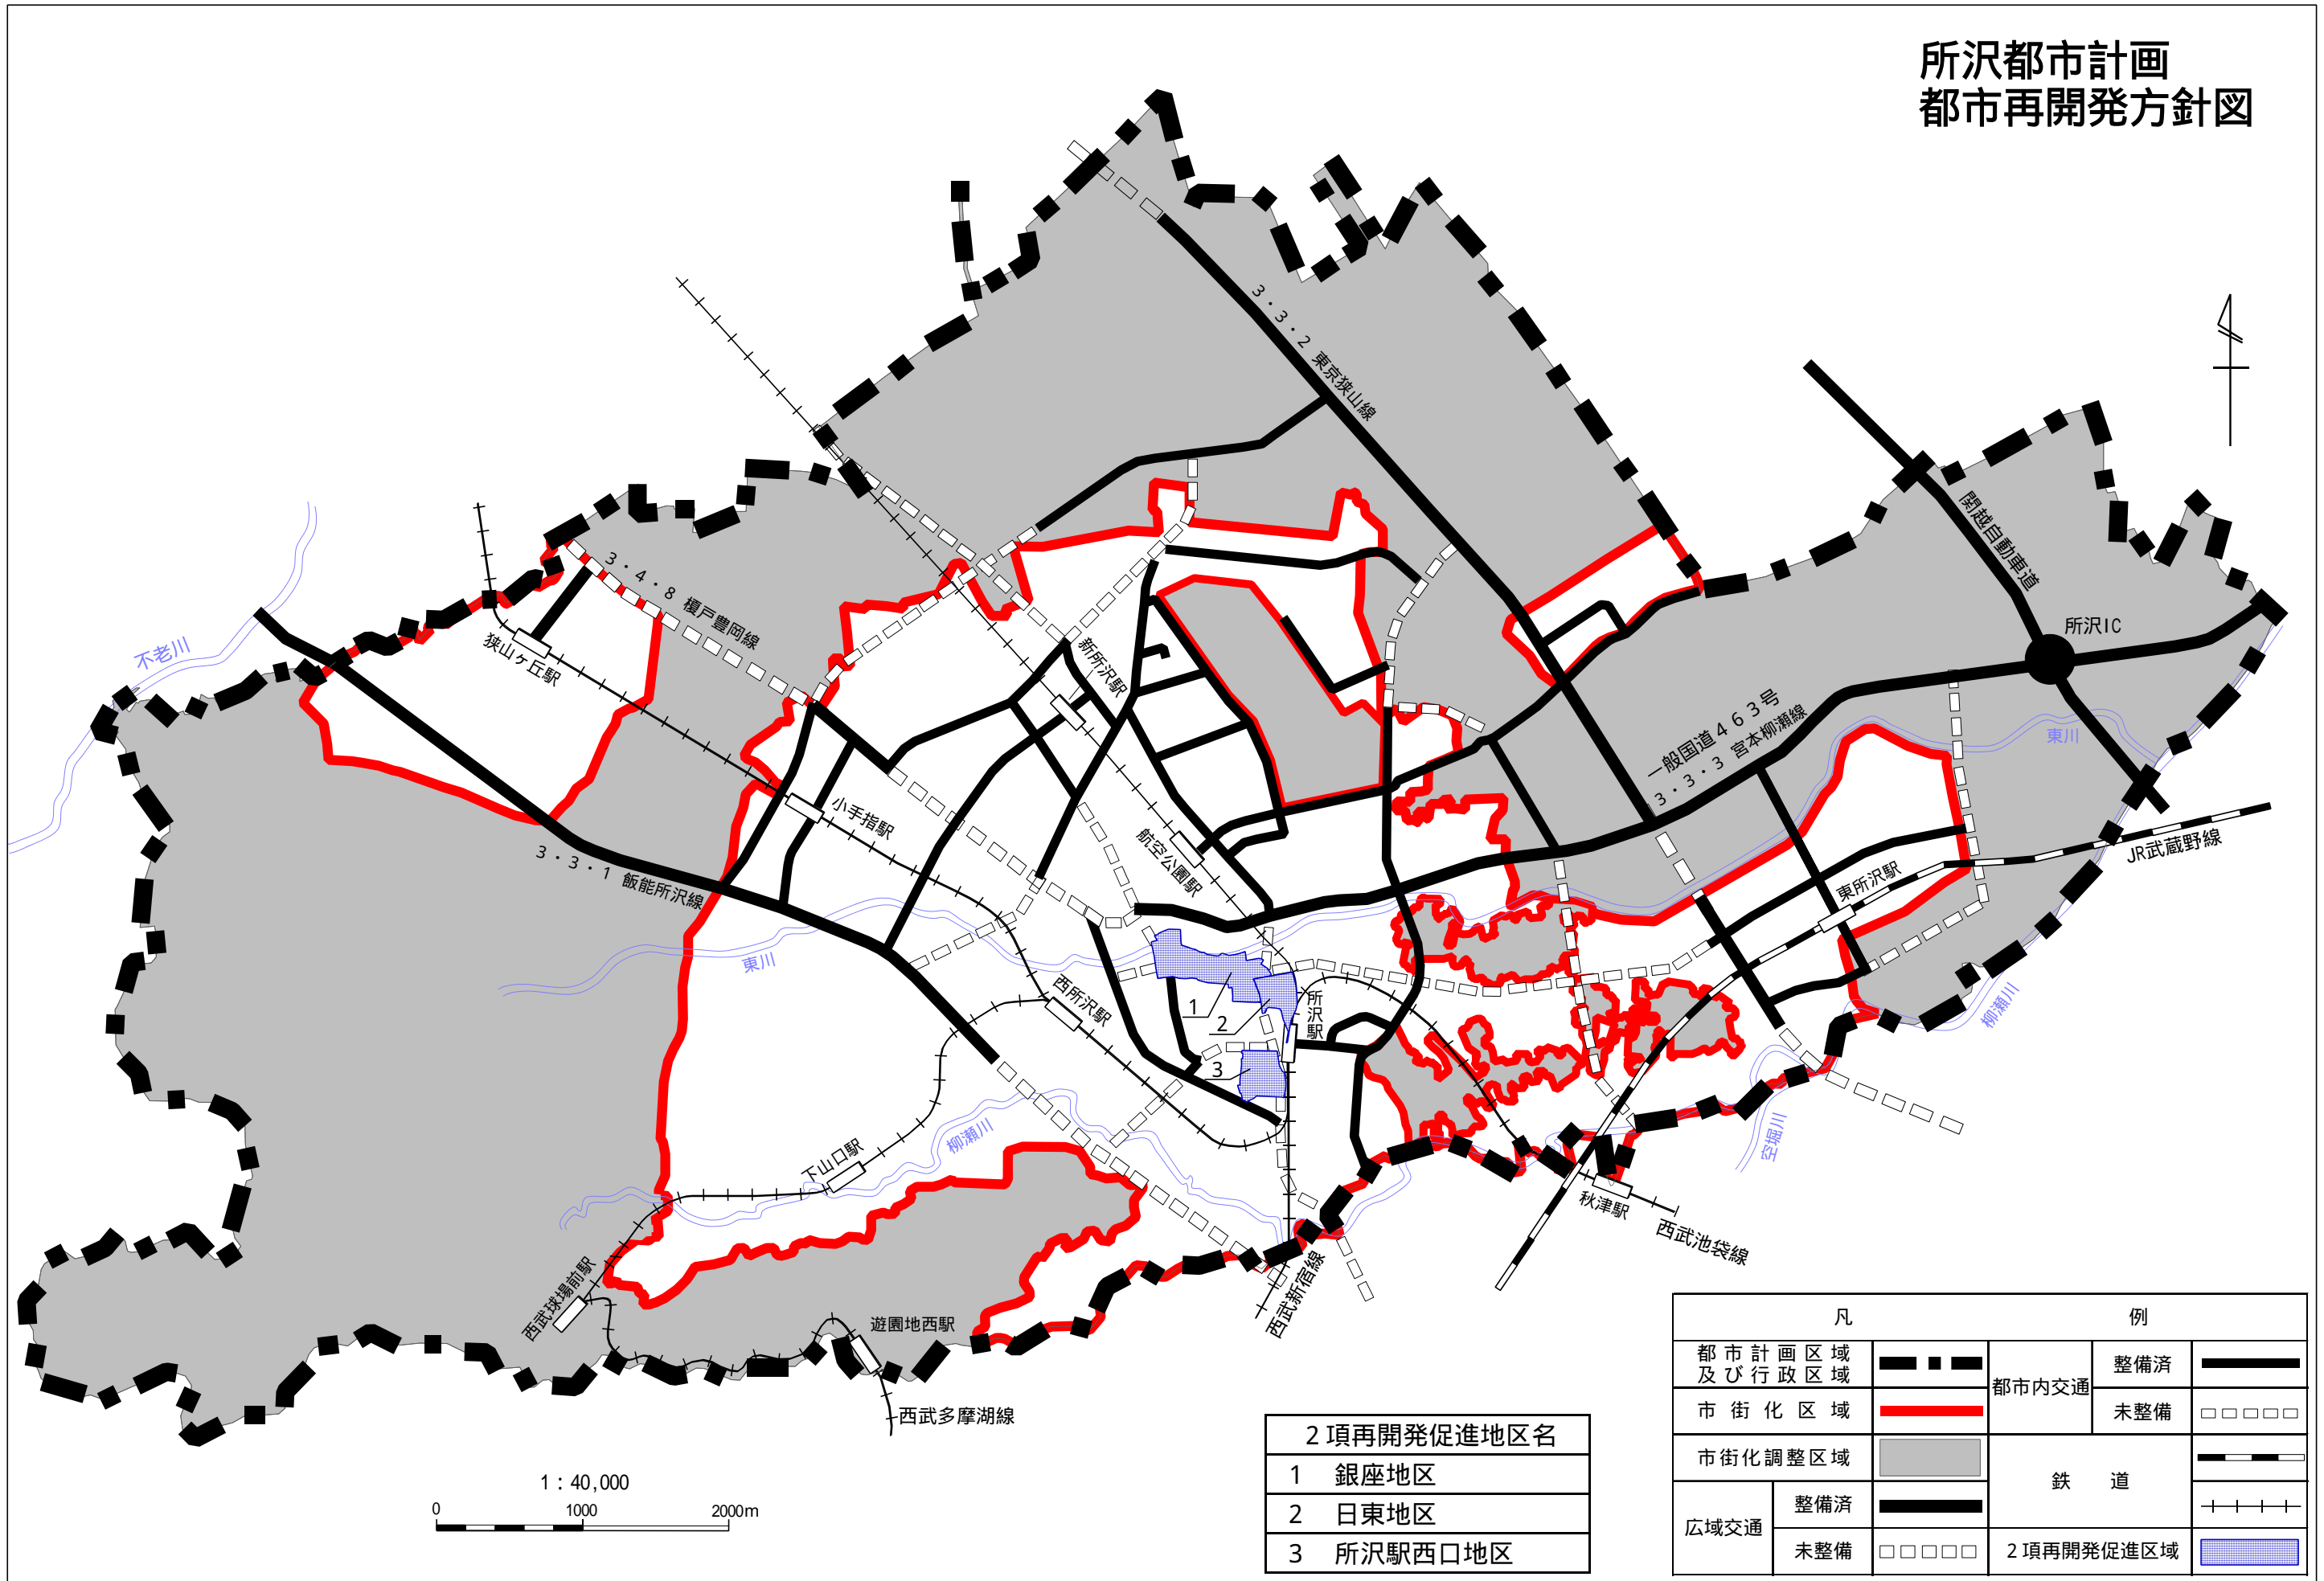 所沢都市計画
都市再開発方針図
3・3・2 東京狭山線
関越自動車道
所沢IC
3・4・8 榎戸豊岡線
不老川
狭山ヶ丘駅
新所沢駅
一般国道463号
3・3・3 宮本柳瀬線
東川
小手指駅
航空公園駅
JR武蔵野線
3・3・1 飯能所沢線
東所沢駅
東川
西所沢駅
1
2
所沢駅
柳瀬川
3
下山口駅
柳瀬川
空堀川
秋津駅
西武池袋線
西武球場前駅
西武新宿線
遊園地西駅
西武多摩湖線
1:40,000
0 1000 2000m
2項再開発促進地区名
1 銀座地区
2 日東地区
3 所沢駅西口地区
凡例
都市計画区域
及び行政区域
市街化区域
市街化調整区域
広域交通
整備済
未整備
都市内交通
整備済
未整備
鉄道
2項再開発促進区域